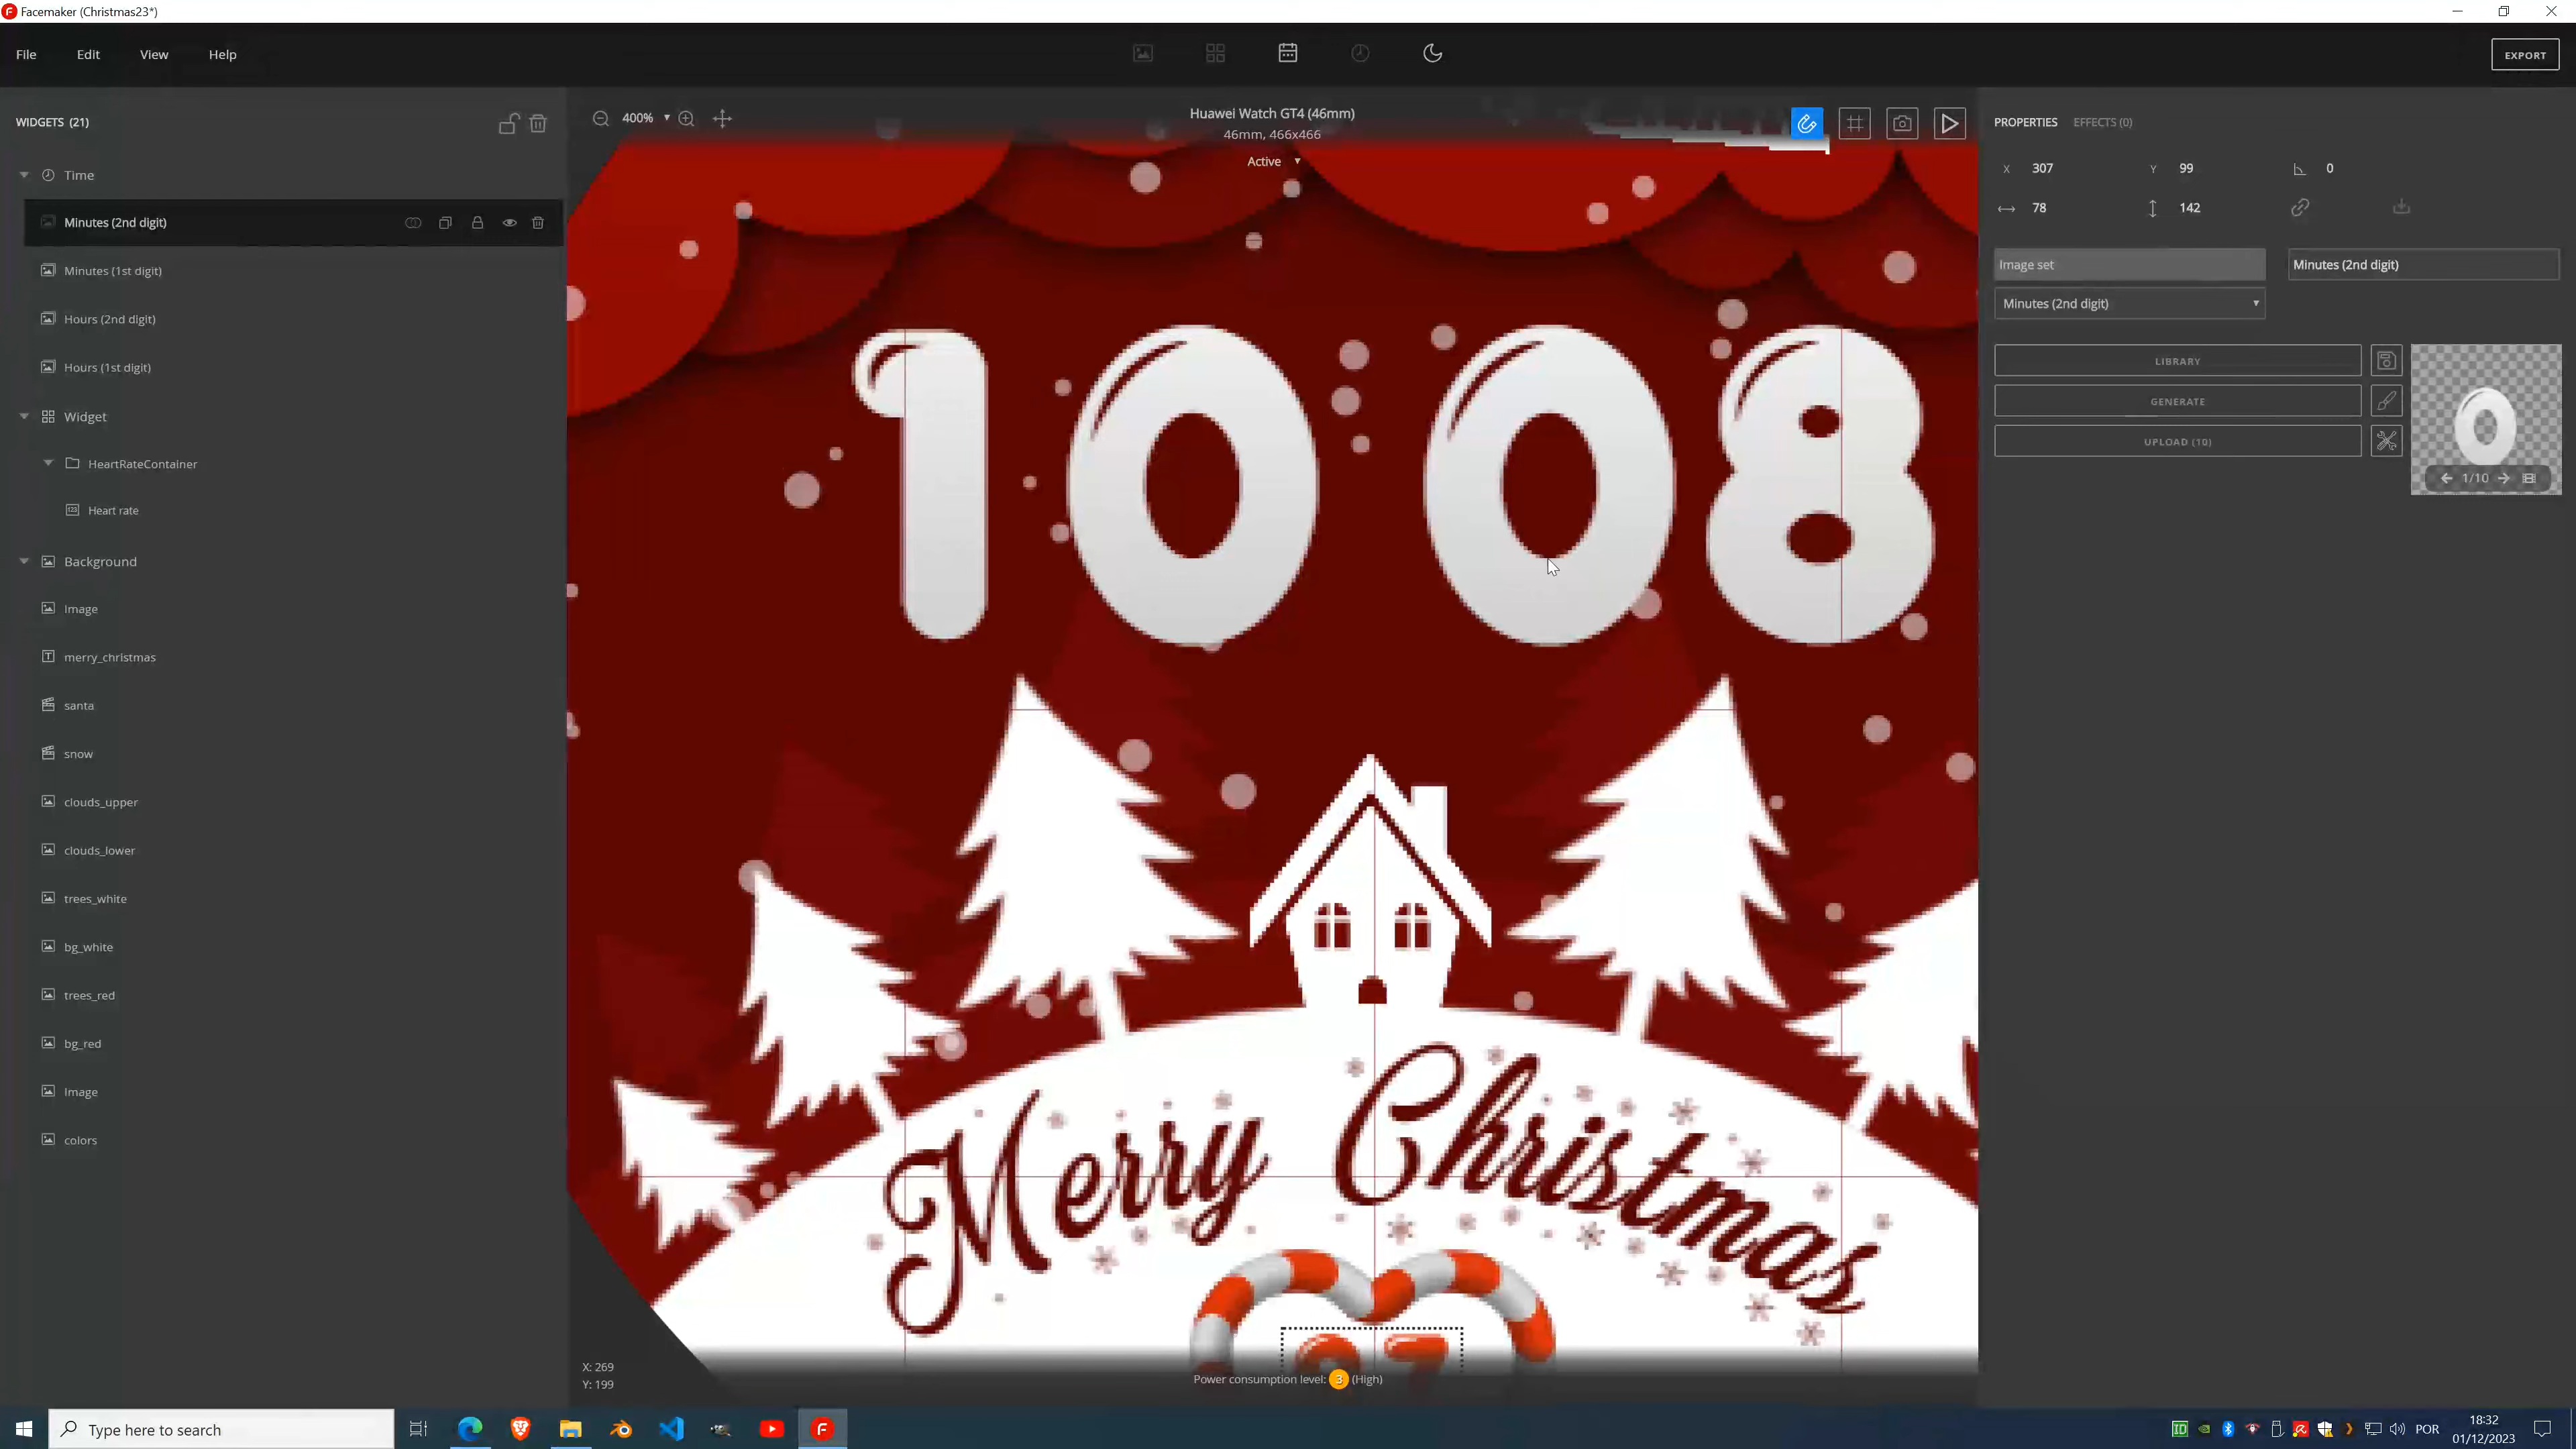 Facemaker (Christmas23*)
File Edit View Help
EXPORT
WIDGETS (21)
Time
Minutes (2nd digit)
Minutes (1st digit)
Hours (2nd digit)
Hours (1st digit)
Widget
HeartRateContainer
Heart rate
Background
Image
merry_christmas
santa
snow
clouds_upper
clouds_lower
trees_white
bg_white
trees_red
bg_red
Image
colors
400%
Huawei Watch GT4 (46mm)
46mm, 466x466
Active
10 08
Merry Christmas
X: 269
Y: 199
Power consumption level: 3 (High)
PROPERTIES EFFECTS (0)
X 307 Y 99 0
78 142
Image set Minutes (2nd digit)
Minutes (2nd digit)
LIBRARY
GENERATE
UPLOAD (10)
0
1/10
Type here to search
POR
18:32
01/12/2023